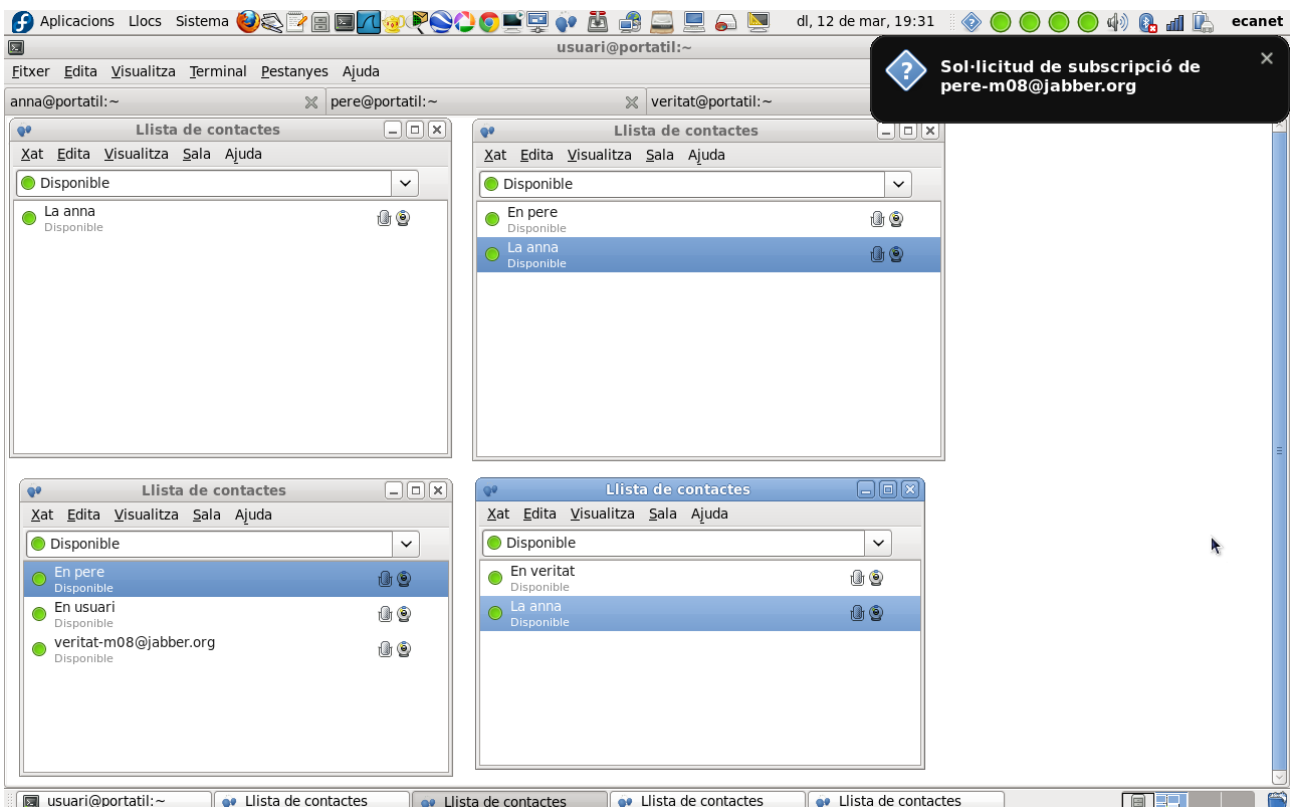 Aplicacions Llocs Sistema dl, 12 de mar, 19:31 ecanet
usuari@portatil:~
Fitxer Edita Visualitza Terminal Pestanyes Ajuda
Sol·licitud de subscripció de
pere-m08@jabber.org
anna@portatil:~ pere@portatil:~ veritat@portatil:~
Llista de contactes
Xat Edita Visualitza Sala Ajuda
Disponible
La anna
Disponible
Llista de contactes
Xat Edita Visualitza Sala Ajuda
Disponible
En pere
Disponible
La anna
Disponible
Llista de contactes
Xat Edita Visualitza Sala Ajuda
Disponible
En pere
Disponible
En usuari
Disponible
veritat-m08@jabber.org
Disponible
Llista de contactes
Xat Edita Visualitza Sala Ajuda
Disponible
En veritat
Disponible
La anna
Disponible
usuari@portatil:~ Llista de contactes Llista de contactes Llista de contactes Llista de contactes